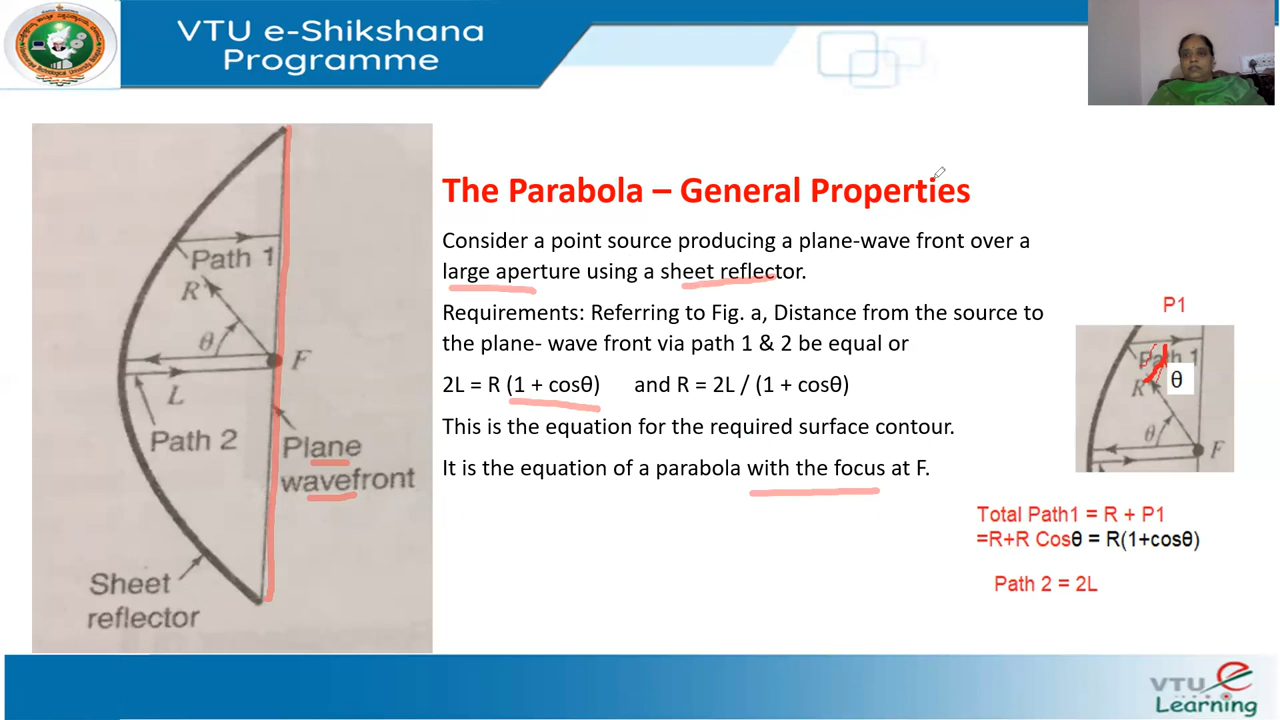 VTU e-Shikshana
Programme
Path 1
R
θ
F
L
Path 2
Plane
wavefront
Sheet
reflector
The Parabola – General Properties
Consider a point source producing a plane-wave front over a
large aperture using a sheet reflector.
Requirements: Referring to Fig. a, Distance from the source to
the plane- wave front via path 1 & 2 be equal or
2L = R (1 + cosθ) and R = 2L / (1 + cosθ)
This is the equation for the required surface contour.
It is the equation of a parabola with the focus at F.
P1
Path 1
R
θ
θ
F
Total Path1 = R + P1
=R+R Cosθ = R(1+cosθ)
Path 2 = 2L
VTU e
Learning